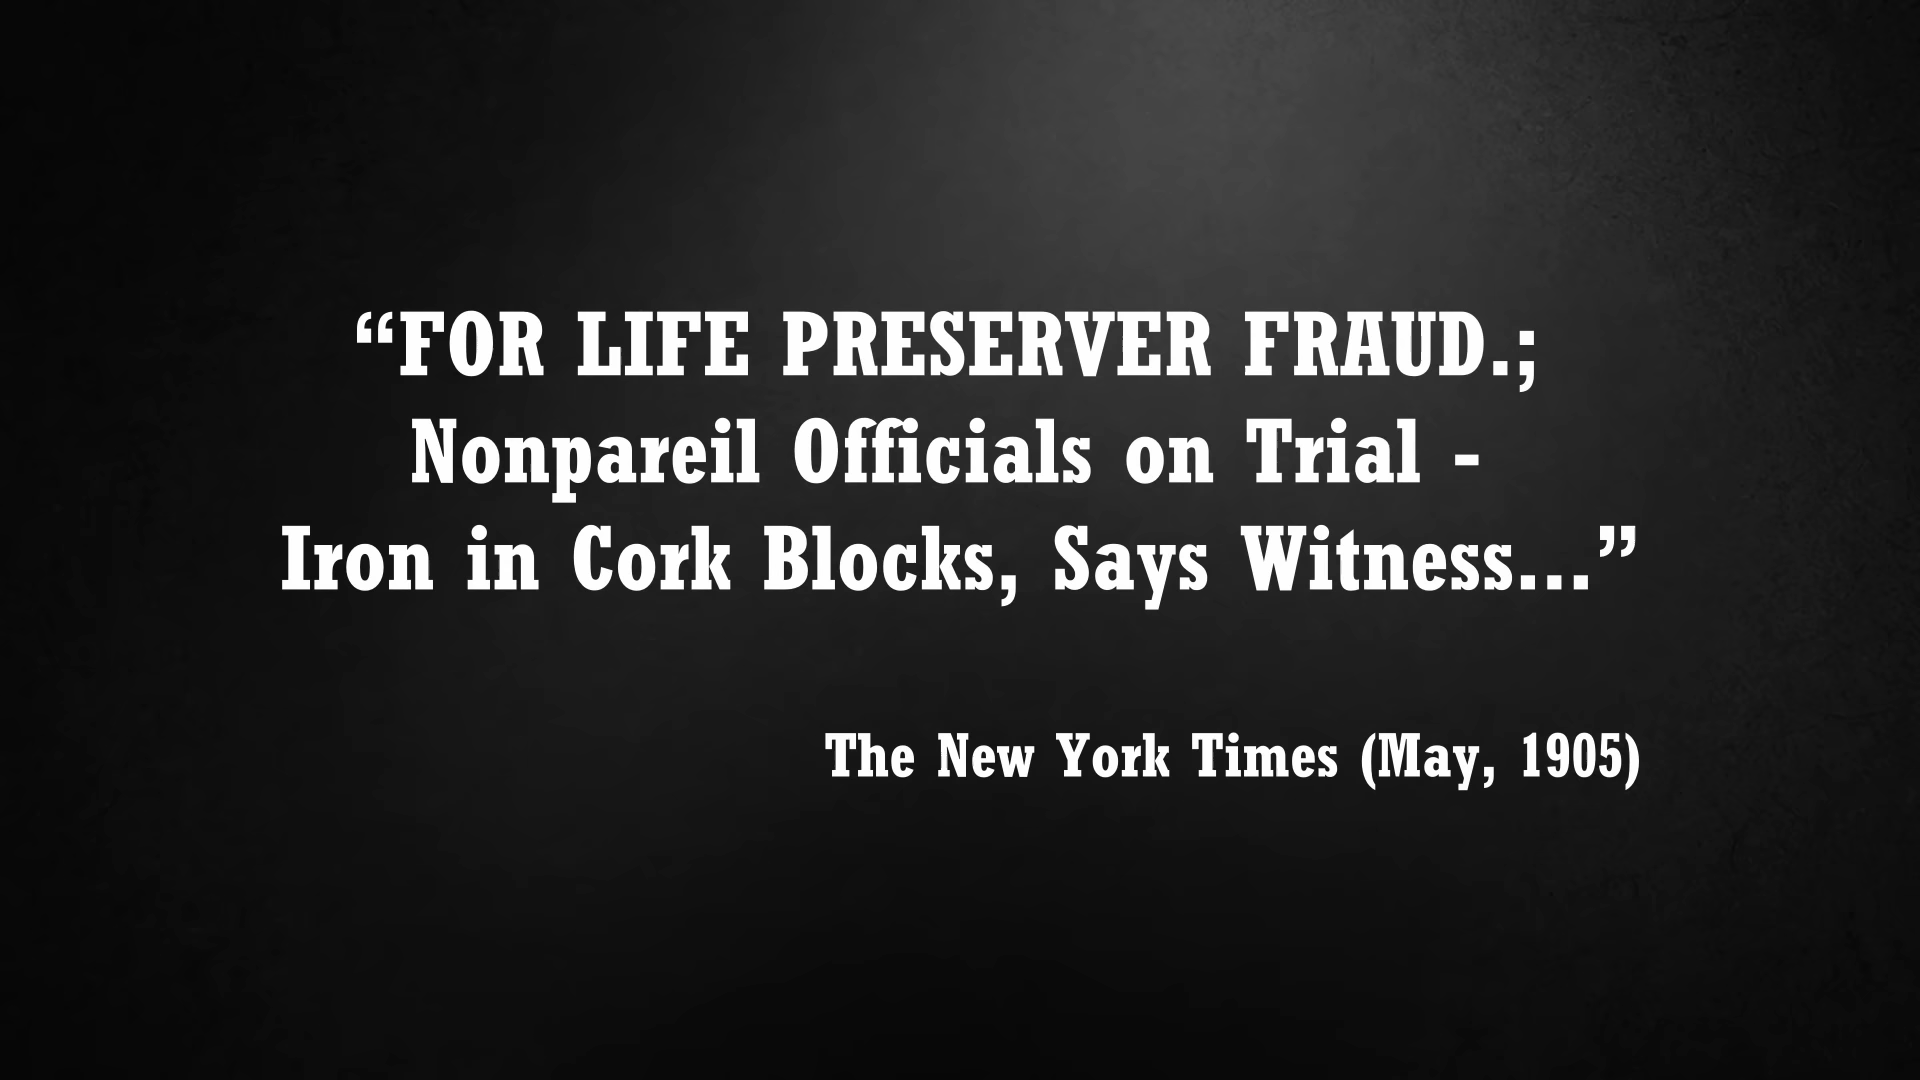 “FOR LIFE PRESERVER FRAUD.;
Nonpareil Officials on Trial -
Iron in Cork Blocks, Says Witness...”
The New York Times (May, 1905)